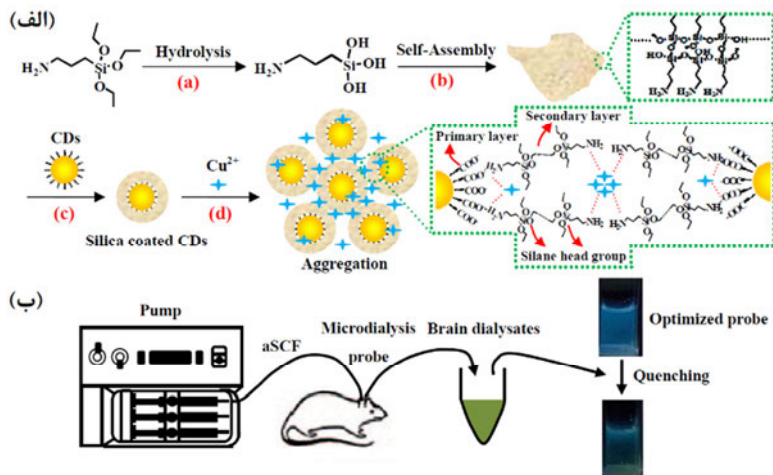 (الف)
Hydrolysis
(a)
Self-Assembly
(b)
H₂N
Si
O
O
O
H₂N
Si
OH
OH
OH
CDs
(c)
Silica coated CDs
Cu²⁺
(d)
Aggregation
Primary layer
Secondary layer
Silane head group
(ب)
Pump
aSCF
Microdialysis
probe
Brain dialysates
Optimized probe
Quenching